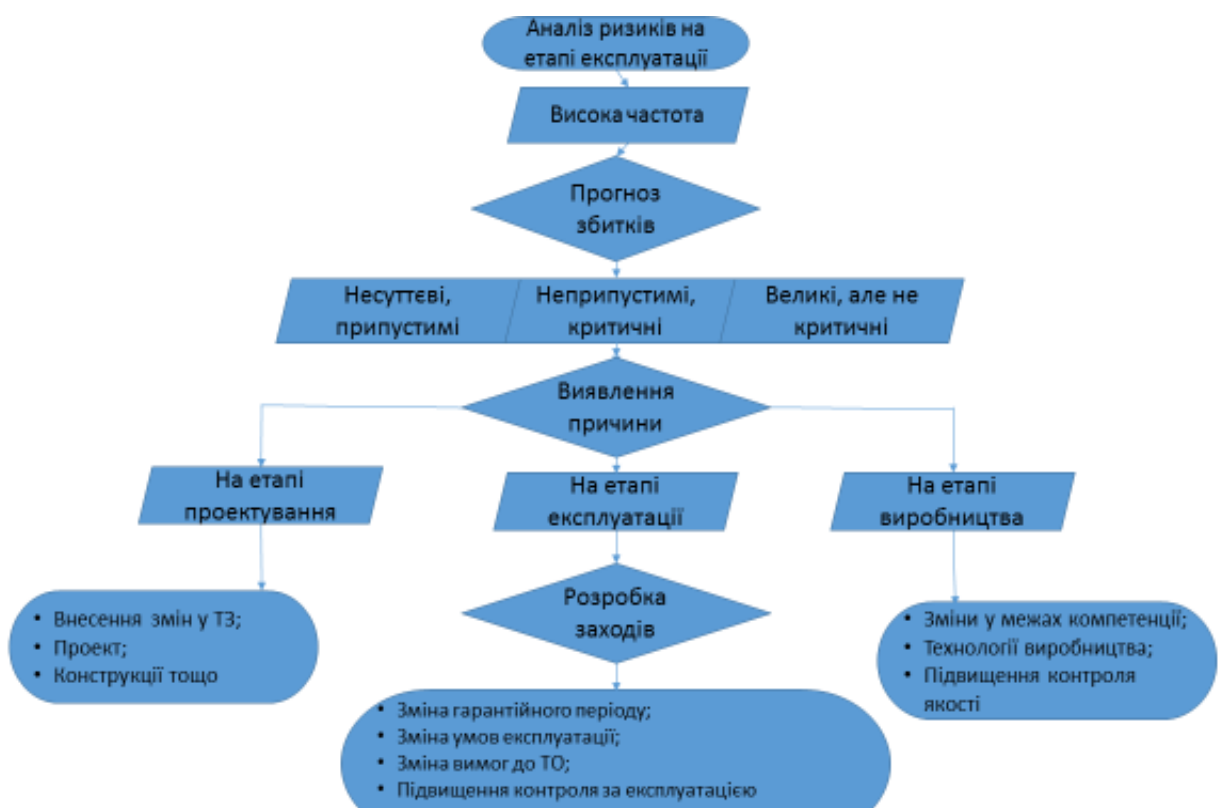 Аналіз ризиків на
етапі експлуатації
Висока частота
Прогноз
збитків
Несуттєві,
припустимі
Неприпустимі,
критичні
Великі, але не
критичні
Виявлення
причини
На етапі
проектування
На етапі
експлуатації
На етапі
виробництва
• Внесення змін у ТЗ;
• Проект;
• Конструкції тощо
Розробка
заходів
• Зміни у межах компетенції;
• Технології виробництва;
• Підвищення контроля
якості
• Зміна гарантійного періоду;
• Зміна умов експлуатації;
• Зміна вимог до ТО;
• Підвищення контроля за експлуатацією